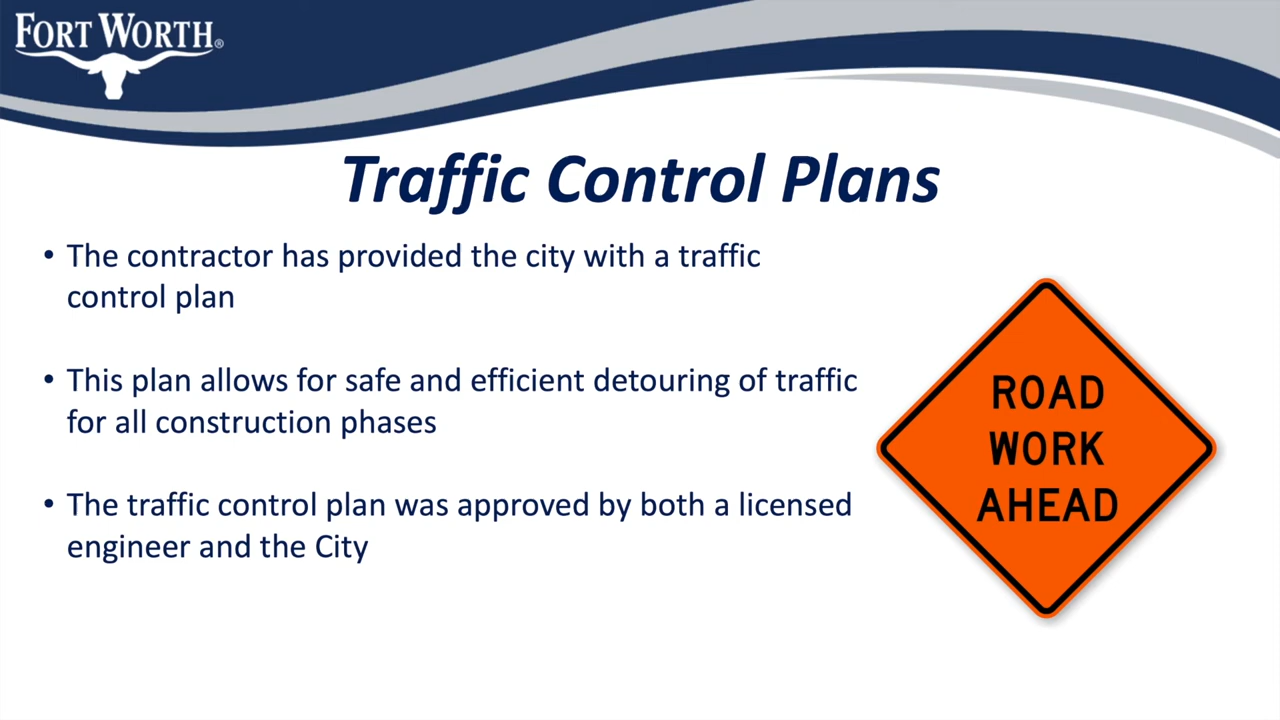 FORT WORTH®
Traffic Control Plans
• The contractor has provided the city with a traffic
control plan
• This plan allows for safe and efficient detouring of traffic
for all construction phases
• The traffic control plan was approved by both a licensed
engineer and the City
ROAD
WORK
AHEAD